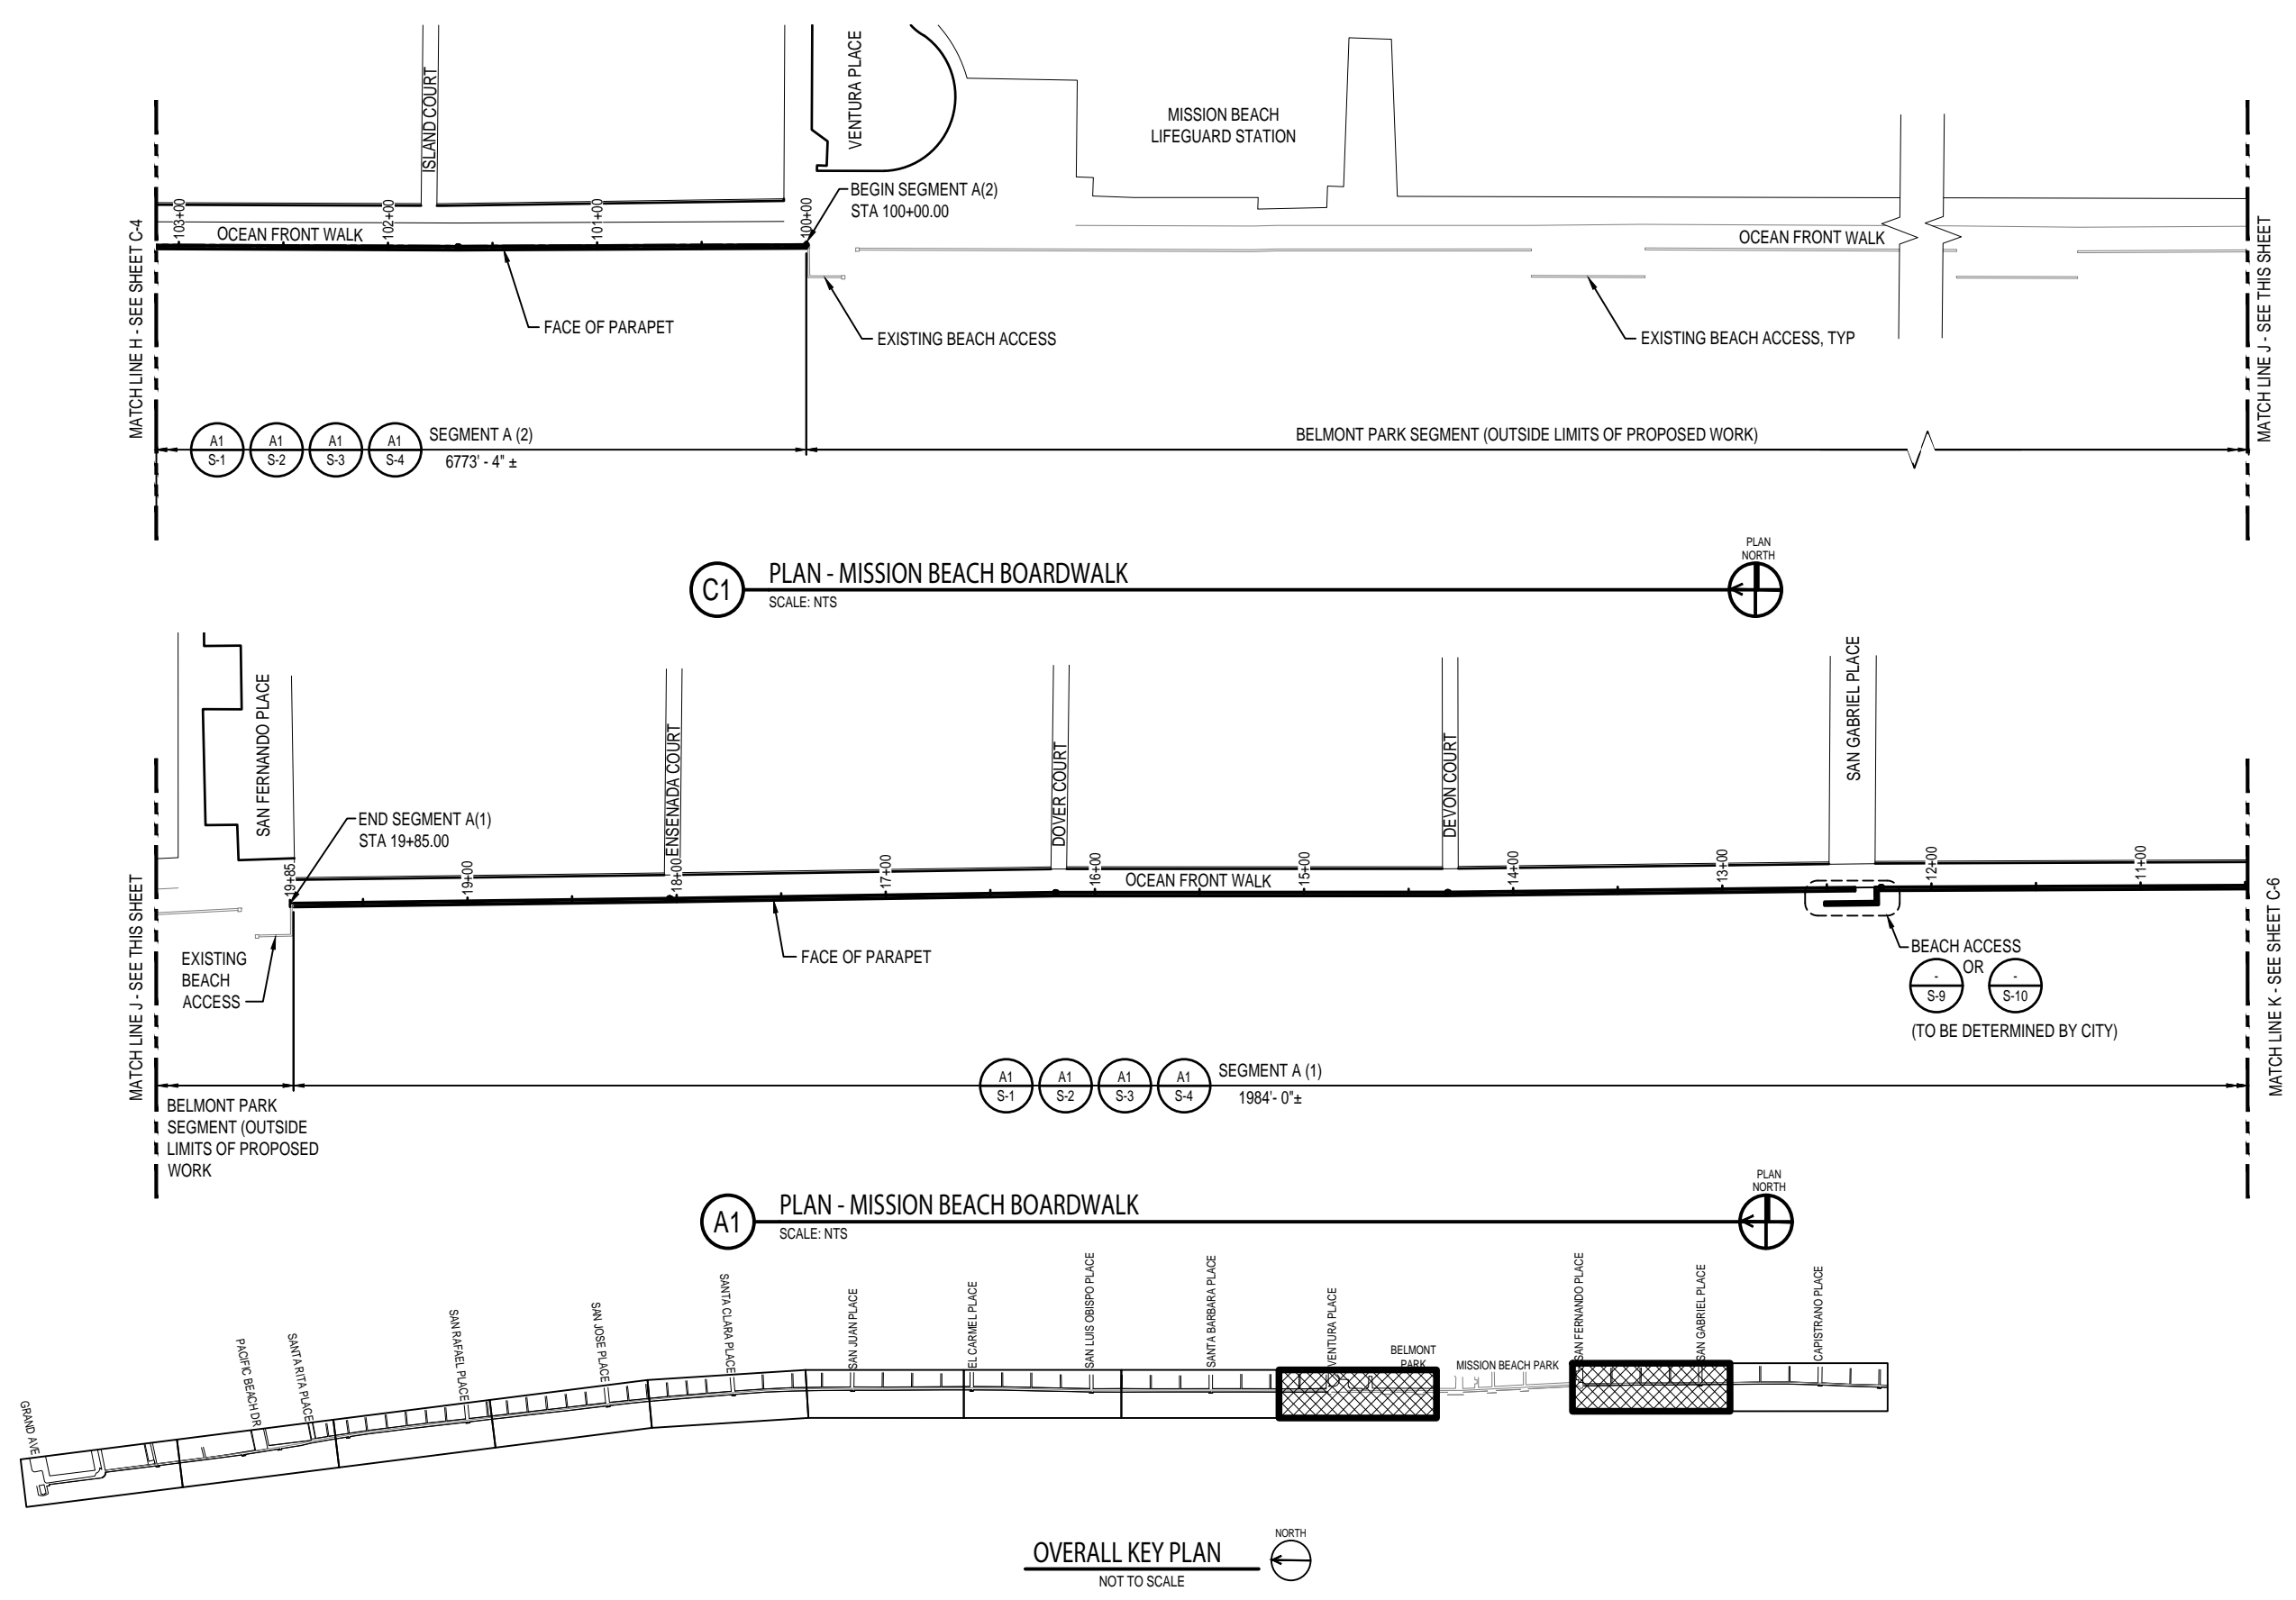 ISLAND COURT
VENTURA PLACE
MISSION BEACH
LIFEGUARD STATION
MATCH LINE H - SEE SHEET C-4
103+00
102+00
101+00
100+00
OCEAN FRONT WALK
BEGIN SEGMENT A(2)
STA 100+00.00
OCEAN FRONT WALK
MATCH LINE J - SEE THIS SHEET
FACE OF PARAPET
EXISTING BEACH ACCESS
EXISTING BEACH ACCESS, TYP
A1
S-1
A1
S-2
A1
S-3
A1
S-4
SEGMENT A (2)
6773' - 4" ±
BELMONT PARK SEGMENT (OUTSIDE LIMITS OF PROPOSED WORK)
C1
PLAN - MISSION BEACH BOARDWALK
SCALE: NTS
PLAN
NORTH
SAN FERNANDO PLACE
ENSENADA COURT
DOVER COURT
DEVON COURT
SAN GABRIEL PLACE
END SEGMENT A(1)
STA 19+85.00
MATCH LINE J - SEE THIS SHEET
19+85
19+00
18+00
17+00
16+00
15+00
14+00
13+00
12+00
11+00
OCEAN FRONT WALK
MATCH LINE K - SEE SHEET C-6
EXISTING
BEACH
ACCESS
FACE OF PARAPET
BEACH ACCESS
OR
-
S-9
-
S-10
(TO BE DETERMINED BY CITY)
A1
S-1
A1
S-2
A1
S-3
A1
S-4
SEGMENT A (1)
1984'- 0"±
BELMONT PARK
SEGMENT (OUTSIDE
LIMITS OF PROPOSED
WORK
A1
PLAN - MISSION BEACH BOARDWALK
SCALE: NTS
PLAN
NORTH
GRAND AVE
PACIFIC BEACH DR
SANTA RITA PLACE
SAN RAFAEL PLACE
SAN JOSE PLACE
SANTA CLARA PLACE
SAN JUAN PLACE
EL CARMEL PLACE
SAN LUIS OBISPO PLACE
SANTA BARBARA PLACE
VENTURA PLACE
BELMONT
PARK
MISSION BEACH PARK
SAN FERNANDO PLACE
SAN GABRIEL PLACE
CAPISTRANO PLACE
OVERALL KEY PLAN
NOT TO SCALE
NORTH